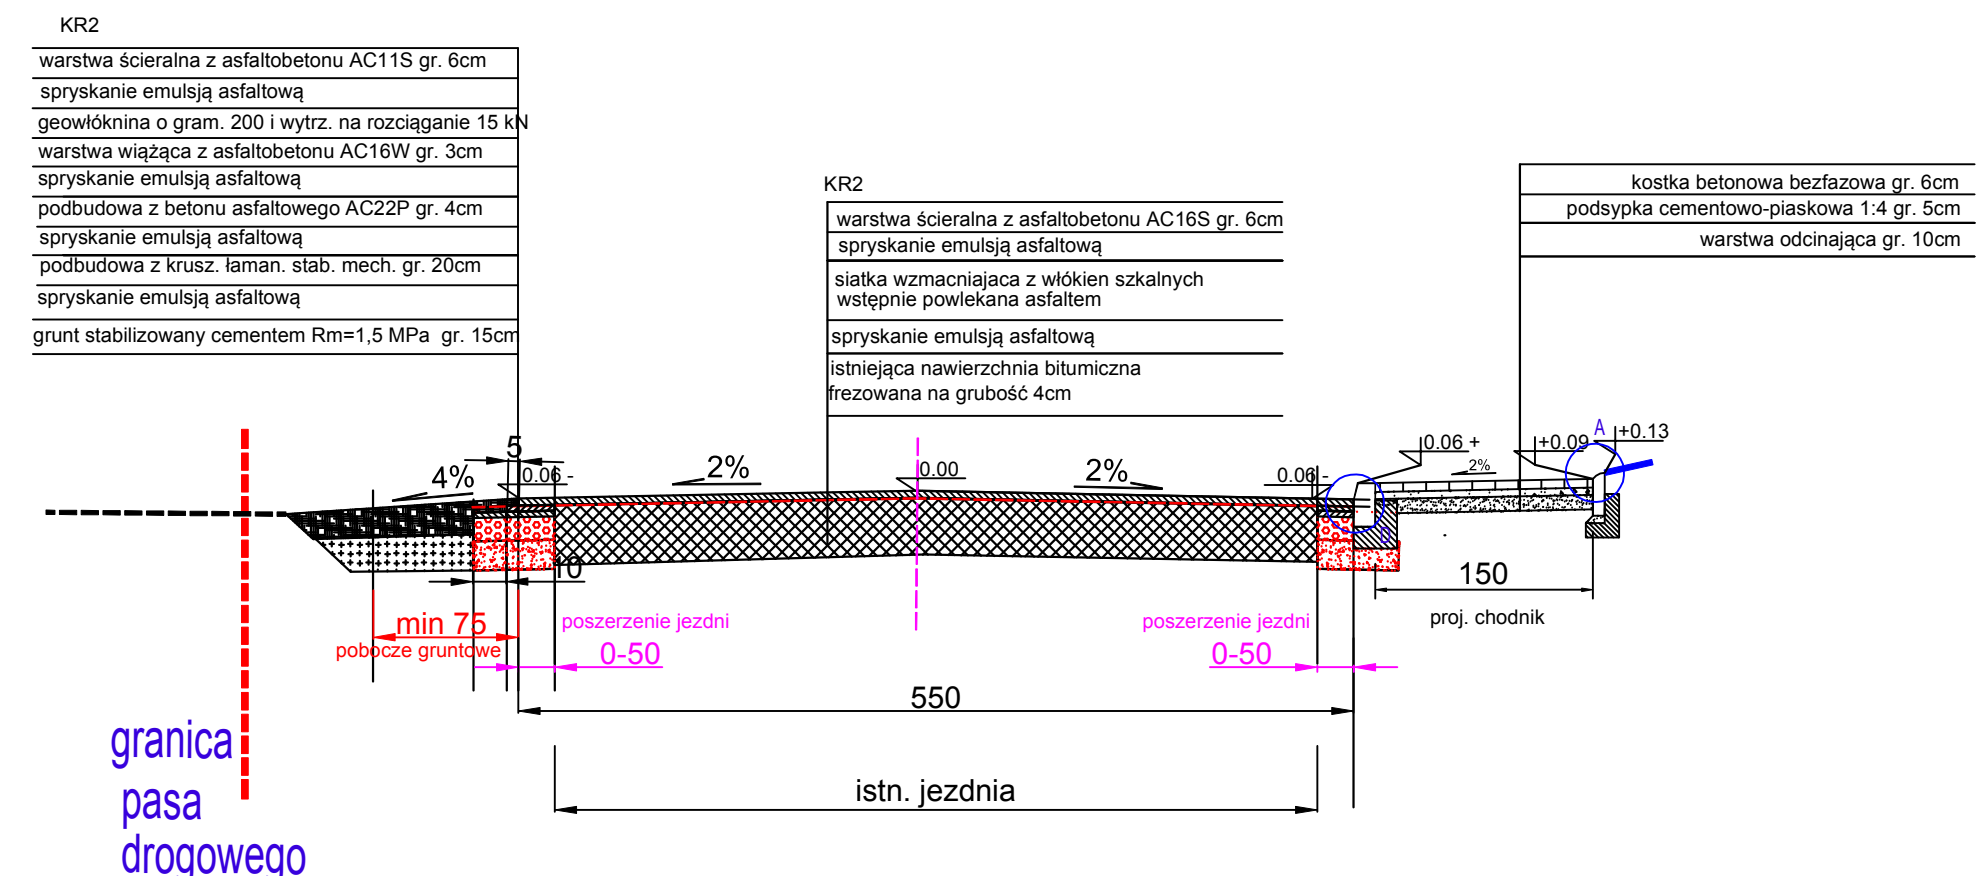 KR2
warstwa ścieralna z asfaltobetonu AC11S gr. 6cm
spryskanie emulsją asfaltową
geowłóknina o gram. 200 i wytrz. na rozciąganie 15 kN
warstwa wiążąca z asfaltobetonu AC16W gr. 3cm
spryskanie emulsją asfaltową
podbudowa z betonu asfaltowego AC22P gr. 4cm
spryskanie emulsją asfaltową
podbudowa z krusz. łaman. stab. mech. gr. 20cm
spryskanie emulsją asfaltową
grunt stabilizowany cementem Rm=1,5 MPa gr. 15cm
KR2
warstwa ścieralna z asfaltobetonu AC16S gr. 6cm
spryskanie emulsją asfaltową
siatka wzmacniajaca z włókien szkalnych
wstępnie powlekana asfaltem
spryskanie emulsją asfaltową
istniejąca nawierzchnia bitumiczna
frezowana na grubość 4cm
kostka betonowa bezfazowa gr. 6cm
podsypka cementowo-piaskowa 1:4 gr. 5cm
warstwa odcinająca gr. 10cm
5
4%
0.06 -
2%
0.00
2%
0.06 -
0.06 +
2%
+0.09
A
+0.13
10
150
proj. chodnik
min 75
pobocze gruntowe
poszerzenie jezdni
0-50
poszerzenie jezdni
0-50
550
istn. jezdnia
granica
pasa
drogowego